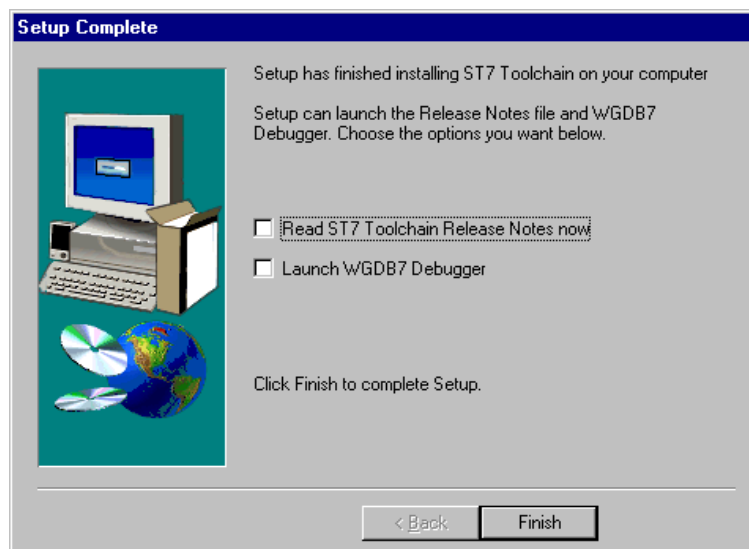 Setup Complete
Setup has finished installing ST7 Toolchain on your computer
Setup can launch the Release Notes file and WGDB7
Debugger. Choose the options you want below.
Read ST7 Toolchain Release Notes now
Launch WGDB7 Debugger
Click Finish to complete Setup.
< Back
Finish